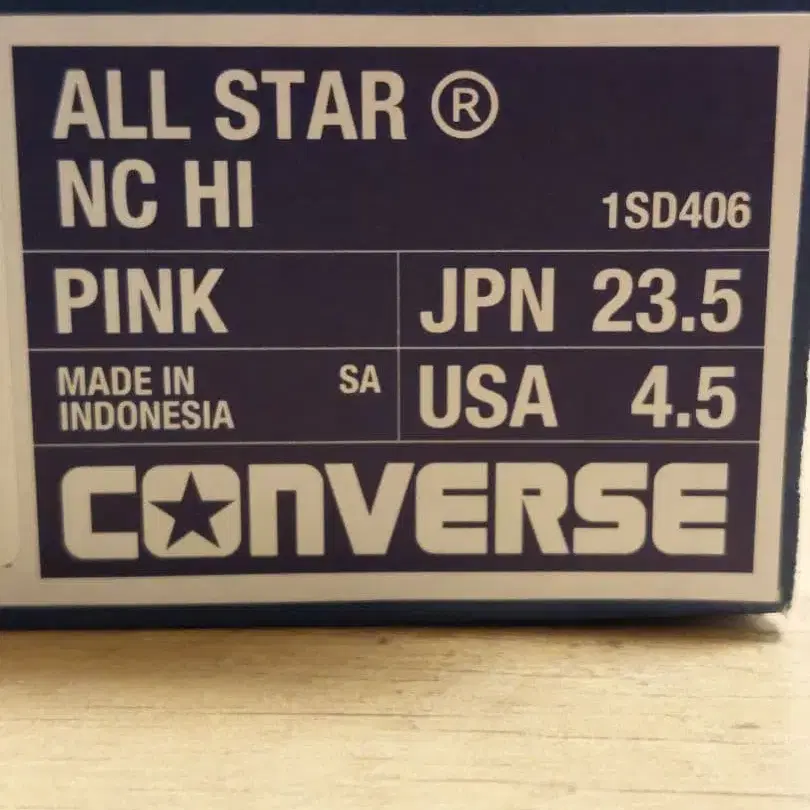 ALL STAR ®
NC HI
1SD406
PINK
JPN 23.5
MADE IN
INDONESIA
SA
USA 4.5
CONVERSE